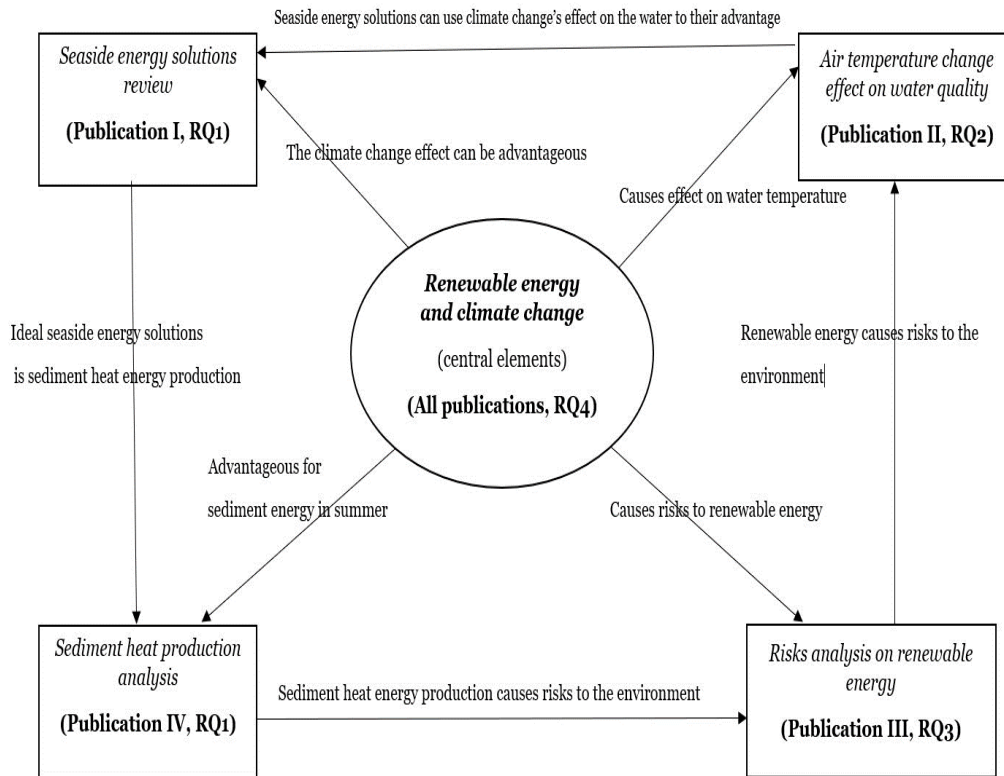 Seaside energy solutions can use climate change's effect on the water to their advantage
Seaside energy solutions
review
(Publication I, RQ1)
Air temperature change
effect on water quality
(Publication II, RQ2)
The climate change effect can be advantageous
Causes effect on water temperature
Renewable energy
and climate change
(central elements)
(All publications, RQ4)
Ideal seaside energy solutions
is sediment heat energy production
Renewable energy causes risks to the
environment
Advantageous for
sediment energy in summer
Causes risks to renewable energy
Sediment heat production
analysis
(Publication IV, RQ1)
Sediment heat energy production causes risks to the environment
Risks analysis on renewable
energy
(Publication III, RQ3)